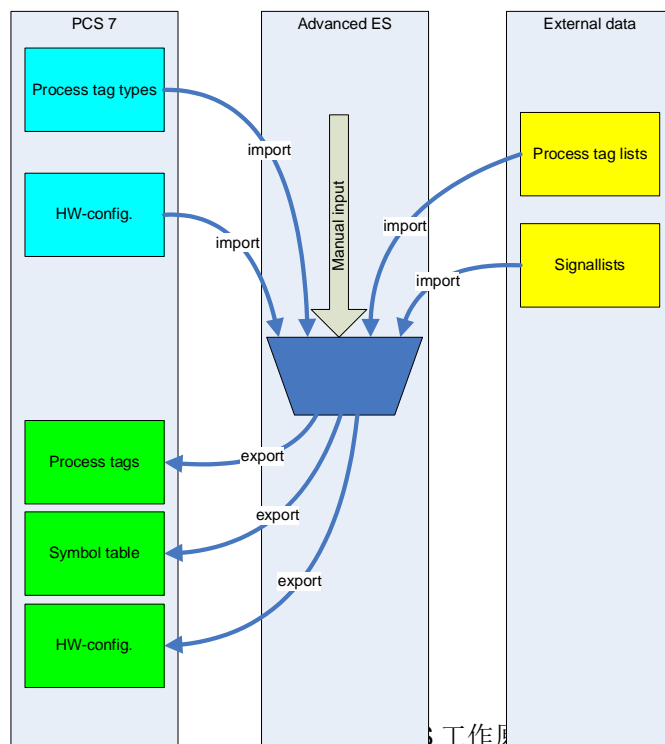 PCS 7
Advanced ES
External data
Process tag types
import
Process tag lists
HW-config.
import
Manual input
import
Signallists
import
Process tags
export
Symbol table
export
HW-config.
export
工作